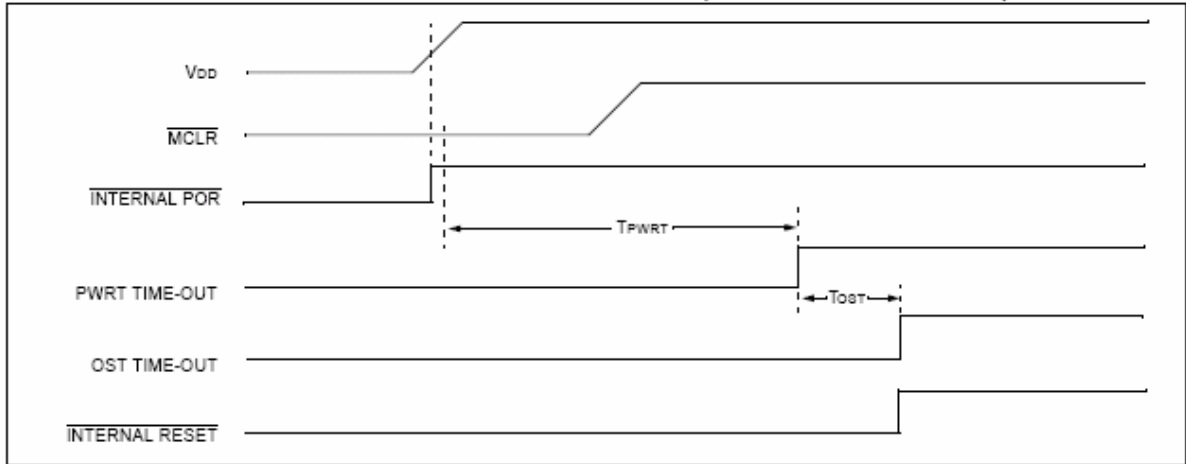 VDD
MCLR
INTERNAL POR
TPWRT
PWRT TIME-OUT
TOST
OST TIME-OUT
INTERNAL RESET